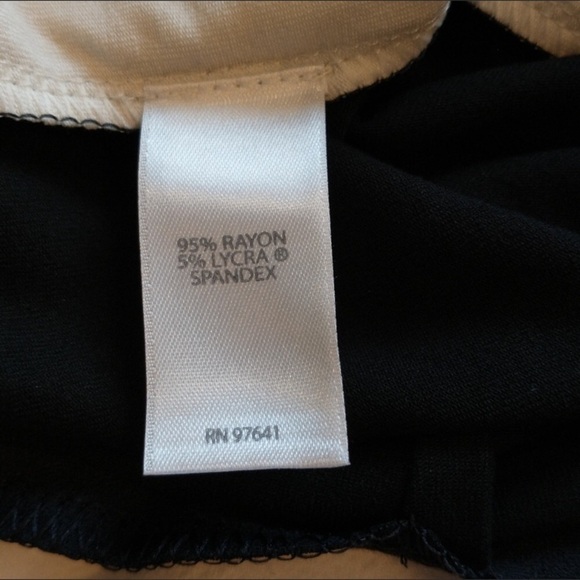 95% RAYON
5% LYCRA ®
SPANDEX
RN 97641